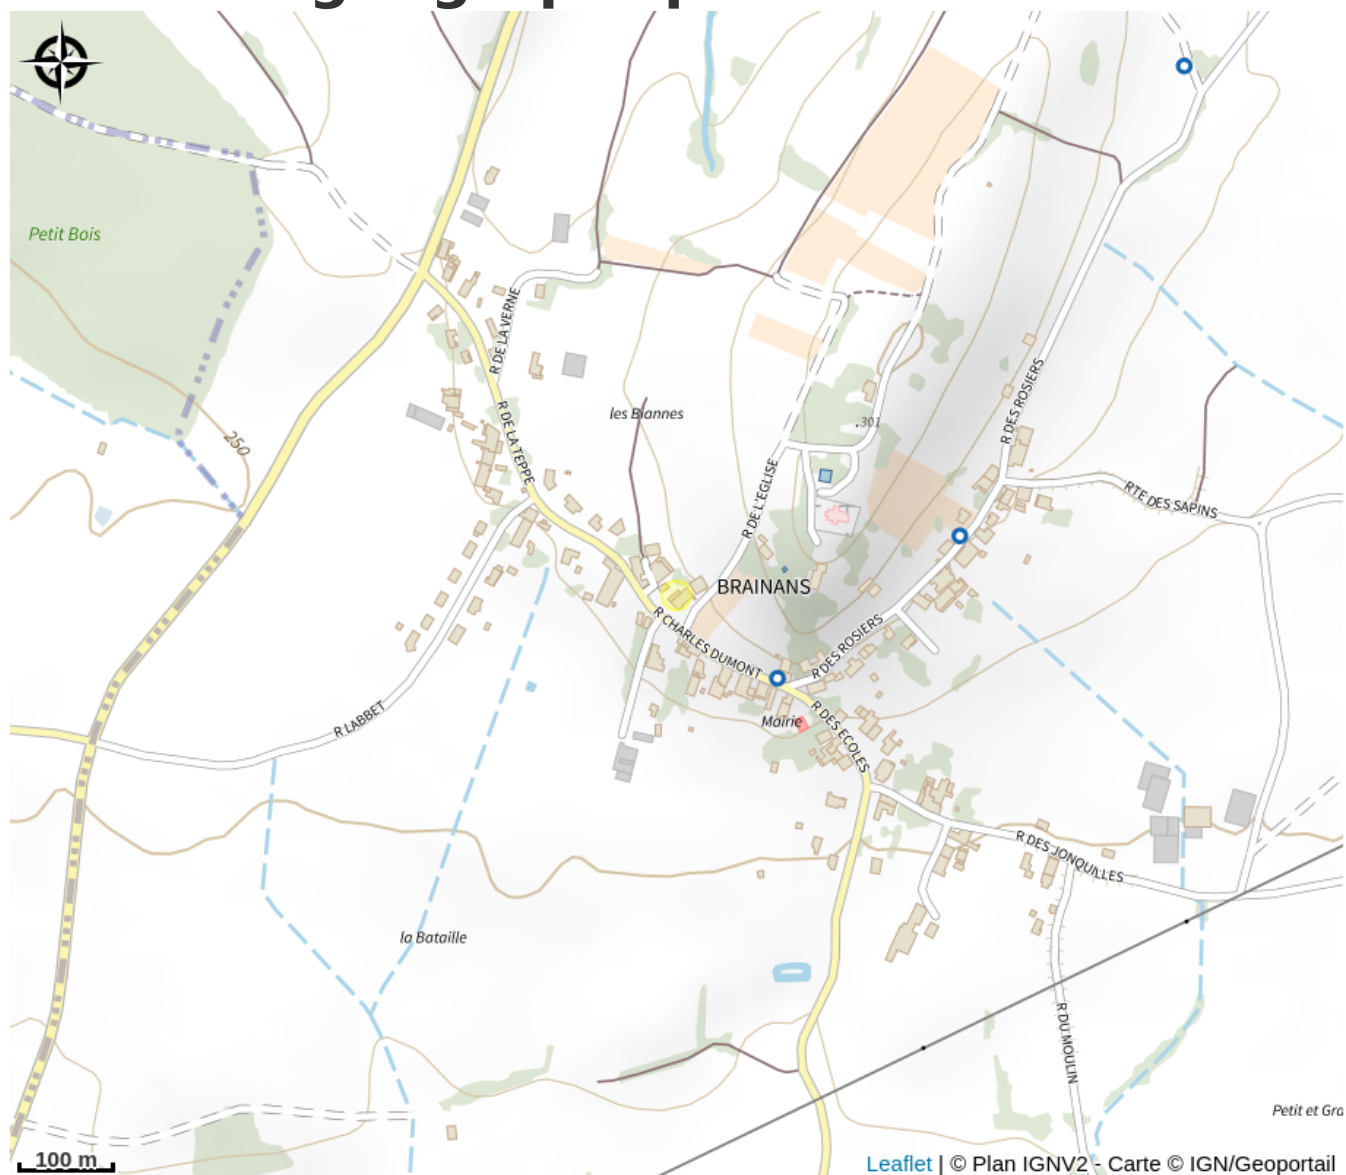 Petit Bois
250
R DE LA VERNE
R DE LA TEPPE
les Biannes
.301
R DES ROSIERS
RTE DES SAPINS
R DE L'EGLISE
BRAINANS
R CHARLES DUMONT
R DES ROSIERS
R LABBET
Mairie
R DES ECOLES
R DES JONQUILLES
la Bataille
R DU MOULIN
Petit et Gra
100 m
Leaflet | © Plan IGNV2 - Carte © IGN/Geoportail